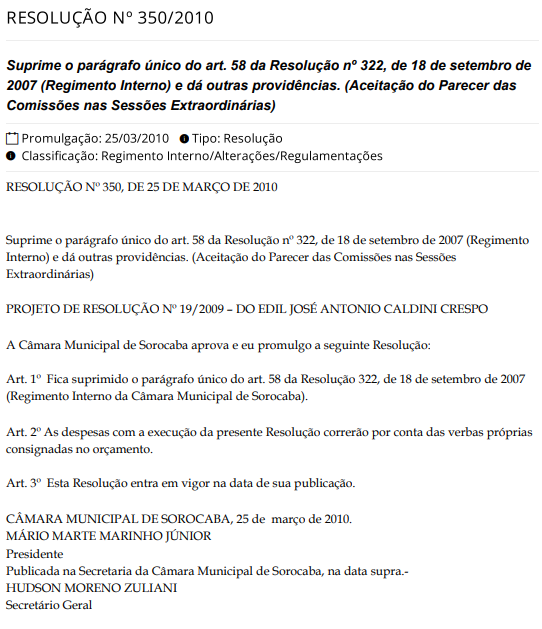 RESOLUÇÃO Nº 350/2010
Suprime o parágrafo único do art. 58 da Resolução nº 322, de 18 de setembro de
2007 (Regimento Interno) e dá outras providências. (Aceitação do Parecer das
Comissões nas Sessões Extraordinárias)
Promulgação: 25/03/2010 Tipo: Resolução
Classificação: Regimento Interno/Alterações/Regulamentações
RESOLUÇÃO Nº 350, DE 25 DE MARÇO DE 2010
Suprime o parágrafo único do art. 58 da Resolução nº 322, de 18 de setembro de 2007 (Regimento
Interno) e dá outras providências. (Aceitação do Parecer das Comissões nas Sessões
Extraordinárias)
PROJETO DE RESOLUÇÃO Nº 19/2009 – DO EDIL JOSÉ ANTONIO CALDINI CRESPO
A Câmara Municipal de Sorocaba aprova e eu promulgo a seguinte Resolução:
Art. 1º Fica suprimido o parágrafo único do art. 58 da Resolução 322, de 18 de setembro de 2007
(Regimento Interno da Câmara Municipal de Sorocaba).
Art. 2º As despesas com a execução da presente Resolução correrão por conta das verbas próprias
consignadas no orçamento.
Art. 3º Esta Resolução entra em vigor na data de sua publicação.
CÂMARA MUNICIPAL DE SOROCABA, 25 de março de 2010.
MÁRIO MARTE MARINHO JÚNIOR
Presidente
Publicada na Secretaria da Câmara Municipal de Sorocaba, na data supra.-
HUDSON MORENO ZULIANI
Secretário Geral